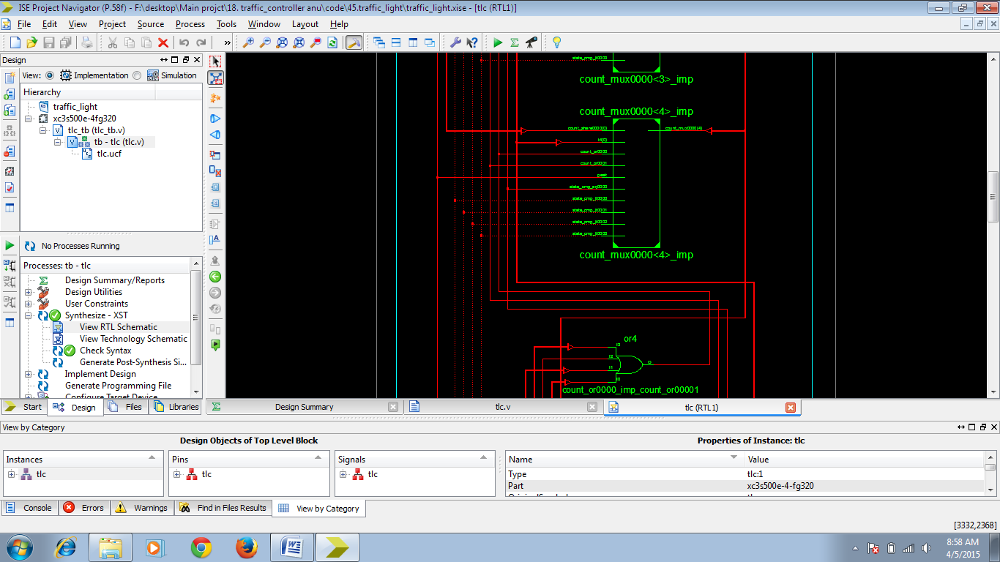 ISE Project Navigator (P.58f) - F:\desktop\Main projct\18. traffic_controller anu\code\45.traffic_light\traffic_light.xise - [tlc (RTL1)]
File Edit View Project Source Process Tools Window Layout Help
Design
View: Implementation Simulation
Hierarchy
traffic_light
xc3s500e-4fg320
tlc_tb (tlc_tb.v)
tb - tlc (tlc.v)
tlc.ucf
No Processes Running
Processes: tb - tlc
Design Summary/Reports
Design Utilities
User Constraints
Synthesize - XST
View RTL Schematic
View Technology Schematic
Check Syntax
Generate Post-Synthesis Si...
Implement Design
Generate Programming File
Configure Target Device
Start Design Files Libraries
count_mux0000<3>_imp
count_mux0000<4>_imp
count_share0000(0)
count_mux0000(4)
count_or0000
count_or0001
peak
state_cmp_eq0000
state_cmp_lt0000
state_cmp_lt0001
state_cmp_lt0002
state_cmp_lt0003
count_mux0000<4>_imp
or4
I3
I2
I1
I0
O
count_or0000_imp_count_or00001
Design Summary tlc.v tlc (RTL1)
View by Category
Design Objects of Top Level Block
Properties of Instance: tlc
Instances Pins Signals Name Value
tlc tlc tlc Type tlc:1
Part xc3s500e-4-fg320
Console Errors Warnings Find in Files Results View by Category
[3332,2368]
8:58 AM
4/5/2015